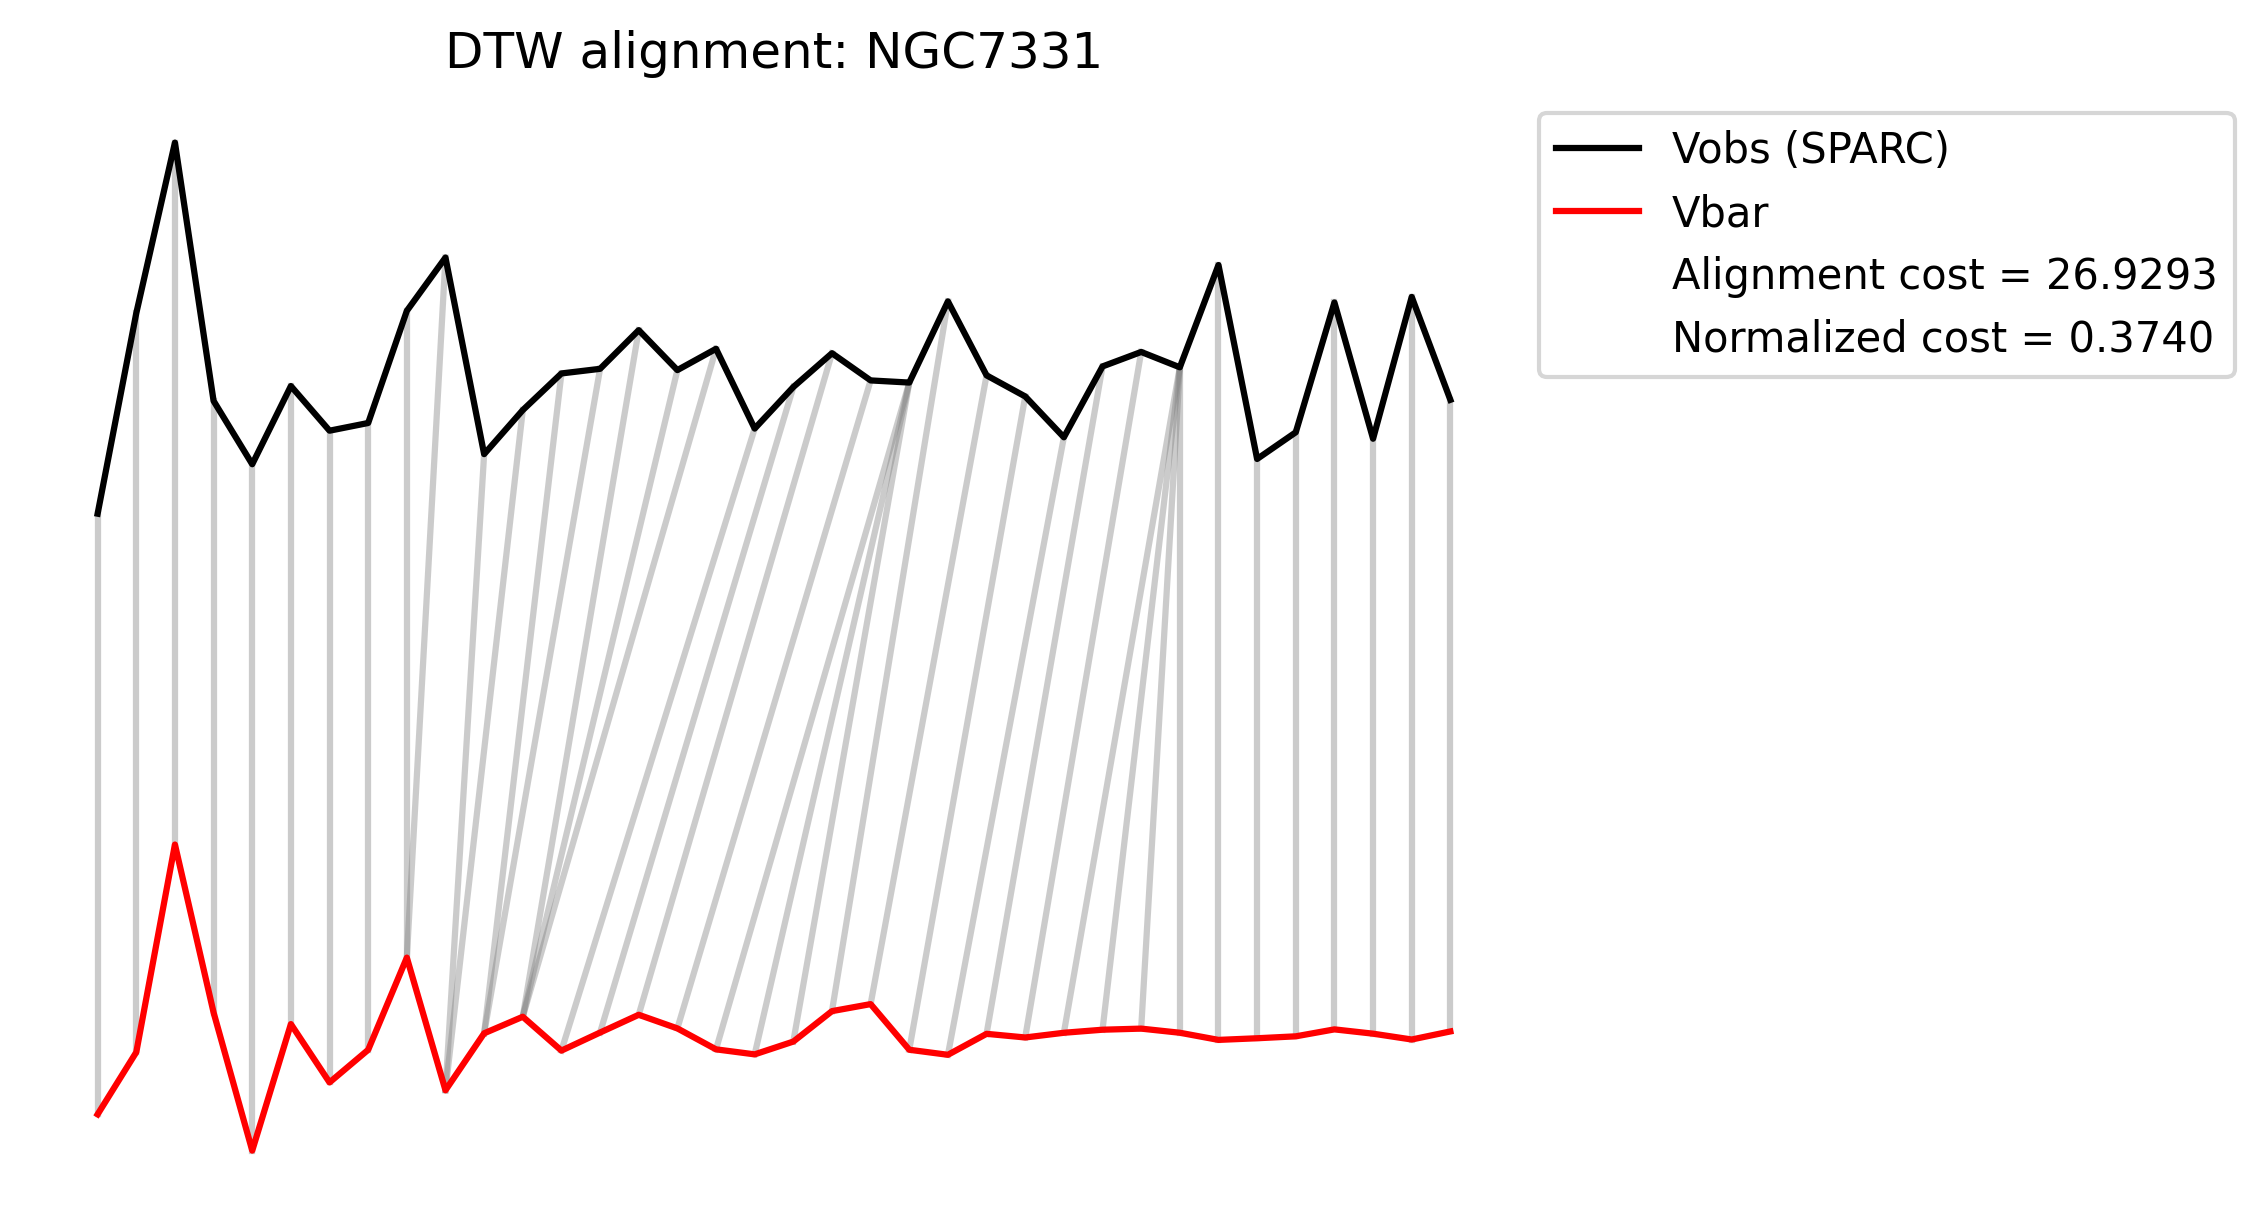 DTW alignment: NGC7331
Vobs (SPARC)
Vbar
Alignment cost = 26.9293
Normalized cost = 0.3740